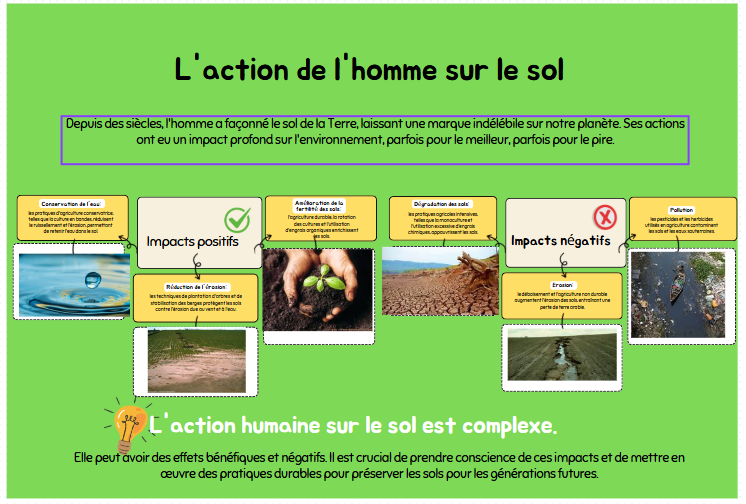 L'action de l'homme sur le sol
Depuis des siècles, l'homme a façonné le sol de la Terre, laissant une marque indélébile sur notre planète. Ses actions
ont eu un impact profond sur l'environnement, parfois pour le meilleur, parfois pour le pire.
Impacts positifs
Conservation de l'eau:
les pratiques d'agriculture conservatrice,
telles que la culture en bandes, réduisent
le ruissellement et l'érosion, permettant
de retenir l'eau dans le sol.
Réduction de l'érosion:
les techniques de plantation d'arbres et de
stabilisation des berges protègent les sols
contre l'érosion due au vent et à l'eau.
Amélioration de la
fertilité des sols:
l'agriculture durable, la rotation
des cultures et l'utilisation
d'engrais organiques enrichissent
les sols.
Impacts négatifs
Dégradation des sols:
les pratiques agricoles intensives,
telles que la monoculture et
l'utilisation excessive d'engrais
chimiques, appauvrissent les sols.
Erosion:
le déboisement et l'agriculture non durable
augmentent l'érosion des sols, entraînant une
perte de terre arable.
Pollution
les pesticides et les herbicides
utilisés en agriculture contaminent
les sols et les eaux souterraines.
L'action humaine sur le sol est complexe.
Elle peut avoir des effets bénéfiques et négatifs. Il est crucial de prendre conscience de ces impacts et de mettre en
œuvre des pratiques durables pour préserver les sols pour les générations futures.